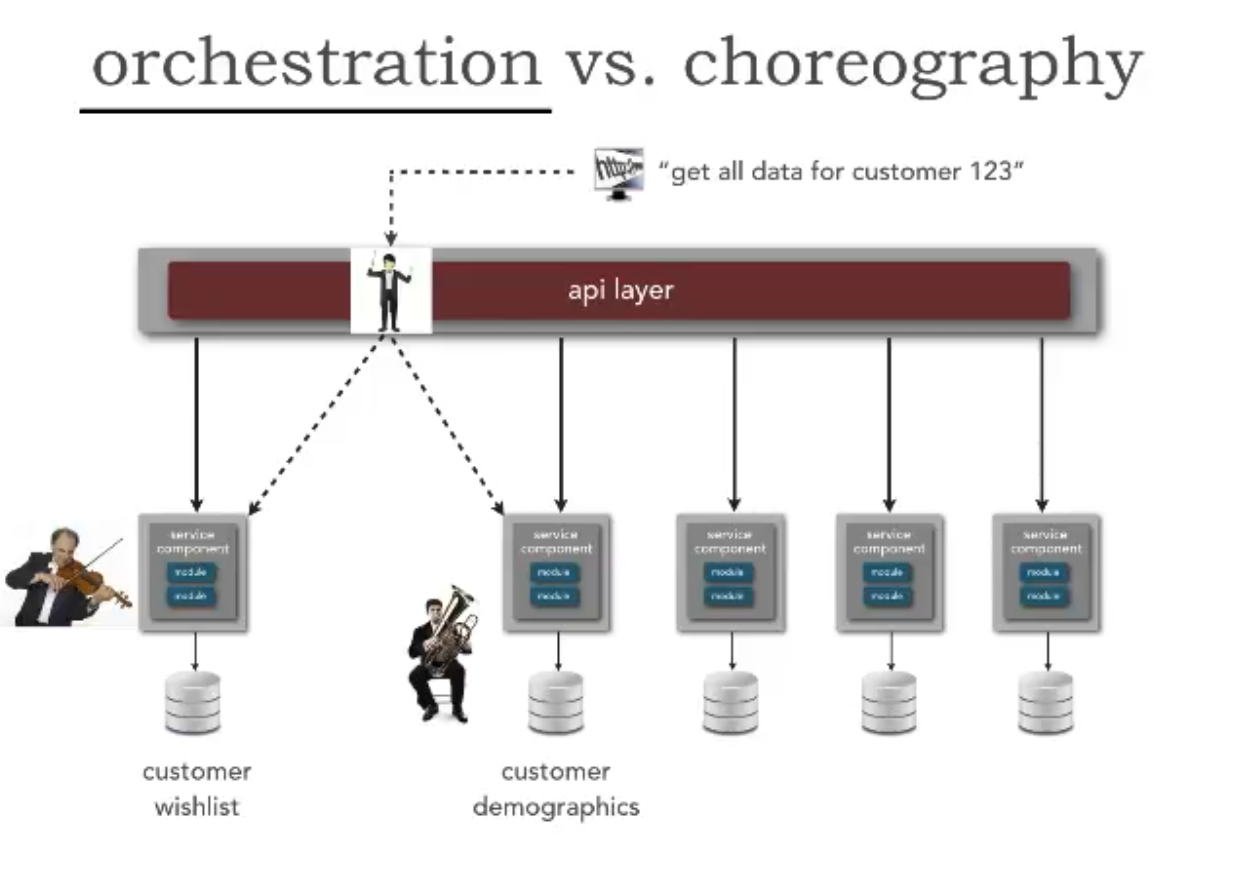 orchestration vs. choreography
"get all data for customer 123"
api layer
service
component
module
module
service
component
module
module
service
component
module
module
service
component
module
module
service
component
module
module
customer
wishlist
customer
demographics